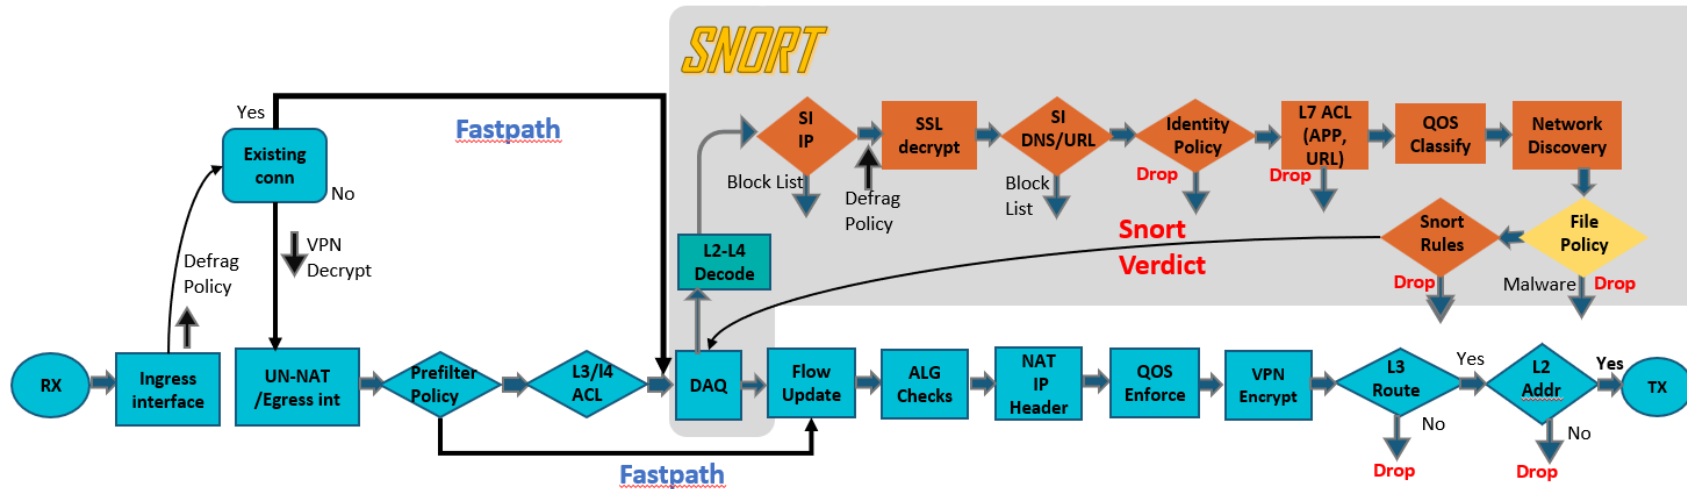 SNORT
Yes
Fastpath
Existing
conn
No
VPN
Decrypt
Defrag
Policy
SI
IP
Block List
SSL
decrypt
Defrag
Policy
SI
DNS/URL
Block
List
Identity
Policy
Drop
L7 ACL
(APP,
URL)
Drop
QOS
Classify
Network
Discovery
File
Policy
Malware
Drop
Snort
Rules
Drop
Snort
Verdict
L2-L4
Decode
RX
Ingress
interface
UN-NAT
/Egress int
Prefilter
Policy
L3/l4
ACL
DAQ
Flow
Update
ALG
Checks
NAT
IP
Header
QOS
Enforce
VPN
Encrypt
L3
Route
Yes
No
Drop
L2
Addr
Yes
No
Drop
TX
Fastpath